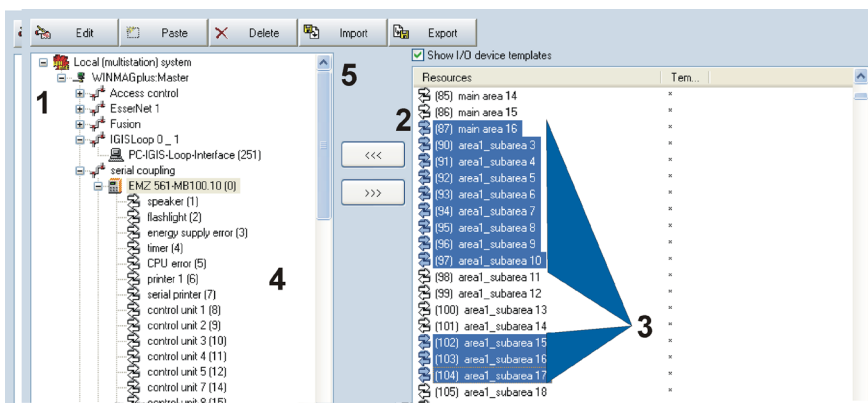 Edit Paste Delete Import Export
Local (multistation) system
WINMAGplus:Master
Access control
EsserNet 1
Fusion
IGISLoop 0 _ 1
PC-IGIS-Loop-Interface (251)
serial coupling
EMZ 561-MB100.10 (0)
speaker (1)
flashlight (2)
energy supply error (3)
timer (4)
CPU error (5)
printer 1 (6)
serial printer (7)
control unit 1 (8)
control unit 2 (9)
control unit 3 (10)
control unit 4 (11)
control unit 5 (12)
control unit 7 (14)
control unit 8 (15)
1
4
5
2
<<<
>>>
Show I/O device templates
Resources Tem...
(85) main area 14 *
(86) main area 15 *
(87) main area 16 *
(90) area1_subarea 3 *
(91) area1_subarea 4 *
(92) area1_subarea 5 *
(93) area1_subarea 6 *
(94) area1_subarea 7 *
(95) area1_subarea 8 *
(96) area1_subarea 9 *
(97) area1_subarea 10 *
(98) area1_subarea 11 *
(99) area1_subarea 12 *
(100) area1_subarea 13 *
(101) area1_subarea 14 *
(102) area1_subarea 15 *
(103) area1_subarea 16 *
(104) area1_subarea 17 *
(105) area1_subarea 18 *
3